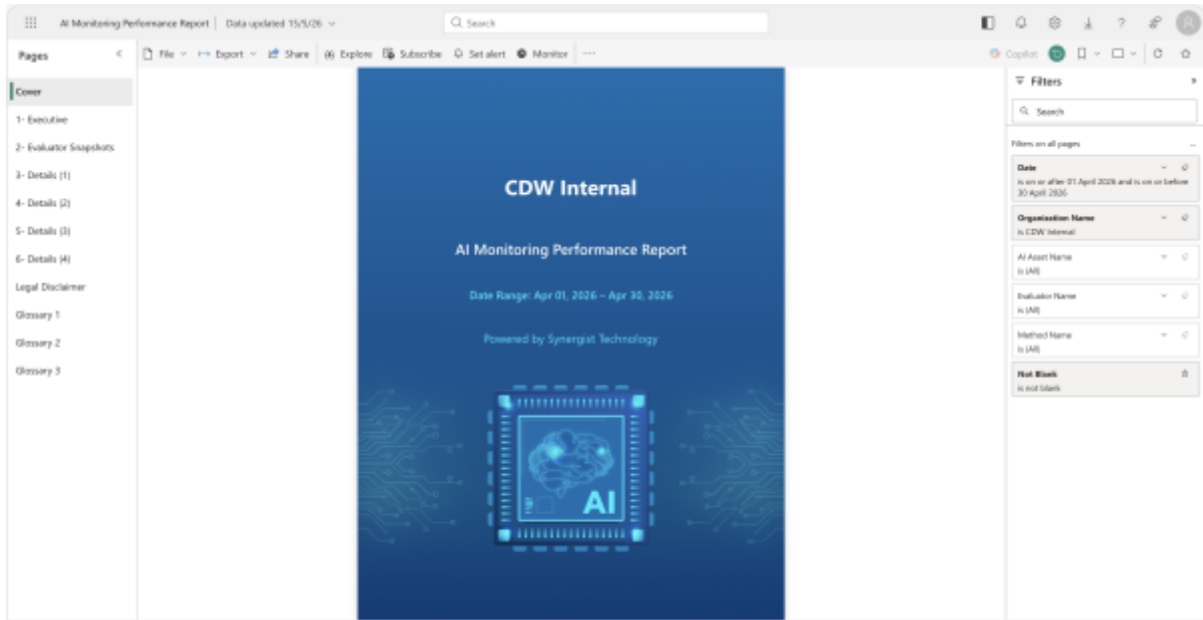 AI Monitoring Performance Report
Data updated 15/5/26
Search
Pages
File
Export
Share
Explore
Subscribe
Set alert
Monitor
Copilot
Cover
1- Executive
2- Evaluator Snapshots
3- Details (1)
4- Details (2)
5- Details (3)
6- Details (4)
Legal Disclaimer
Glossary 1
Glossary 2
Glossary 3
CDW Internal
AI Monitoring Performance Report
Date Range: Apr 01, 2026 – Apr 30, 2026
Powered by Synergist Technology
AI
Filters
Search
Filters on all pages
Date
is on or after 01 April 2026 and is on or before
30 April 2026
Organisation Name
is CDW Internal
AI Asset Name
is (All)
Evaluator Name
is (All)
Method Name
is (All)
Not Blank
is not blank